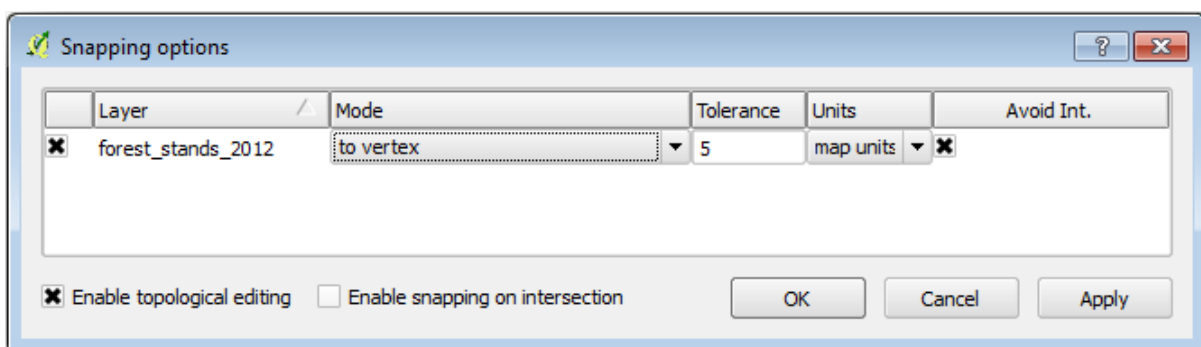 Snapping options
Layer Mode Tolerance Units Avoid Int.
forest_stands_2012 to vertex 5 map units
Enable topological editing Enable snapping on intersection OK Cancel Apply